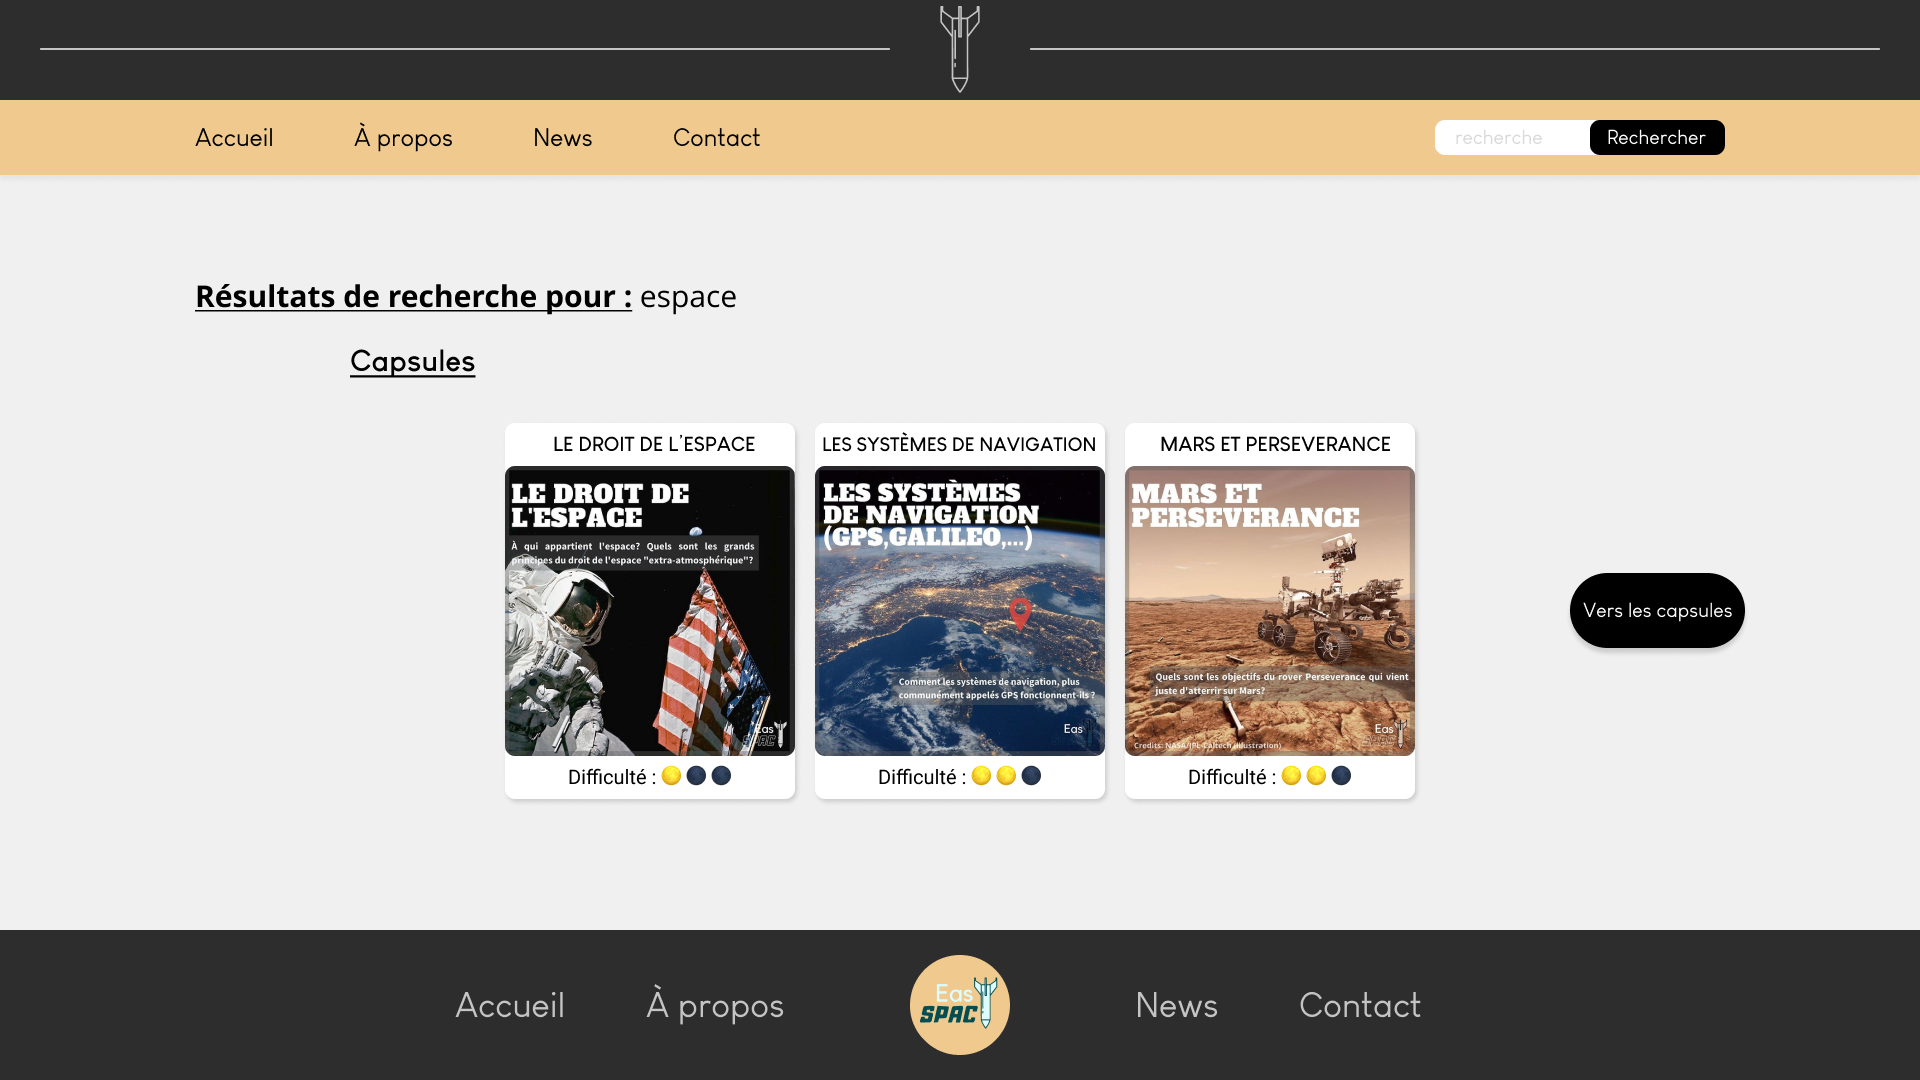 Accueil
À propos
News
Contact
recherche
Rechercher
Résultats de recherche pour : espace
Capsules
LE DROIT DE L'ESPACE
LE DROIT DE
L'ESPACE
À qui appartient l'espace? Quels sont les grands
principes du droit de l'espace "extra-atmosphérique"?
Eas
SPAC
Difficulté :
LES SYSTÈMES DE NAVIGATION
LES SYSTÈMES
DE NAVIGATION
(GPS,GALILEO,...)
Comment les systèmes de navigation, plus
communément appelés GPS fonctionnent-ils ?
Eas
Difficulté :
MARS ET PERSEVERANCE
MARS ET
PERSEVERANCE
Quels sont les objectifs du rover Perseverance qui vient
juste d'atterrir sur Mars?
Eas
SPAC
Credits: NASA/JPL-Caltech (illustration)
Difficulté :
Vers les capsules
Accueil
À propos
Eas
SPAC
News
Contact